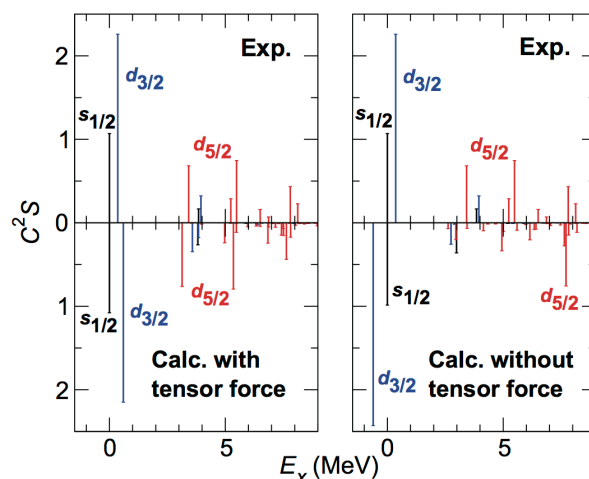 Exp.
d3/2
s1/2
d5/2
2
1
0
1
2
C2S
s1/2
d3/2
d5/2
Calc. with
tensor force
0
5
Exp.
d3/2
s1/2
d5/2
s1/2
d3/2
d5/2
Calc. without
tensor force
0
5
Ex (MeV)